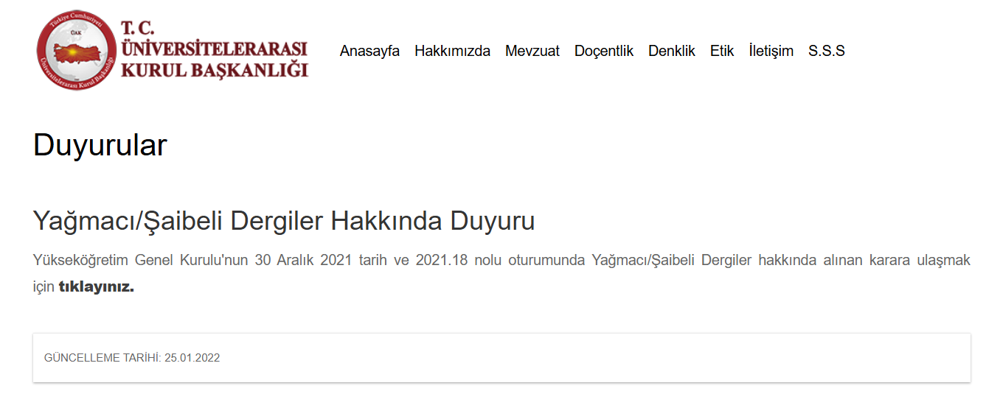 Türkiye Cumhuriyeti
ÜAK
Üniversitelerarası Kurul Başkanlığı
T. C.
ÜNİVERSİTELERARASI
KURUL BAŞKANLIĞI
Anasayfa Hakkımızda Mevzuat Doçentlik Denklik Etik İletişim S.S.S
Duyurular
Yağmacı/Şaibeli Dergiler Hakkında Duyuru
Yükseköğretim Genel Kurulu'nun 30 Aralık 2021 tarih ve 2021.18 nolu oturumunda Yağmacı/Şaibeli Dergiler hakkında alınan karara ulaşmak
için tıklayınız.
GÜNCELLEME TARİHİ: 25.01.2022